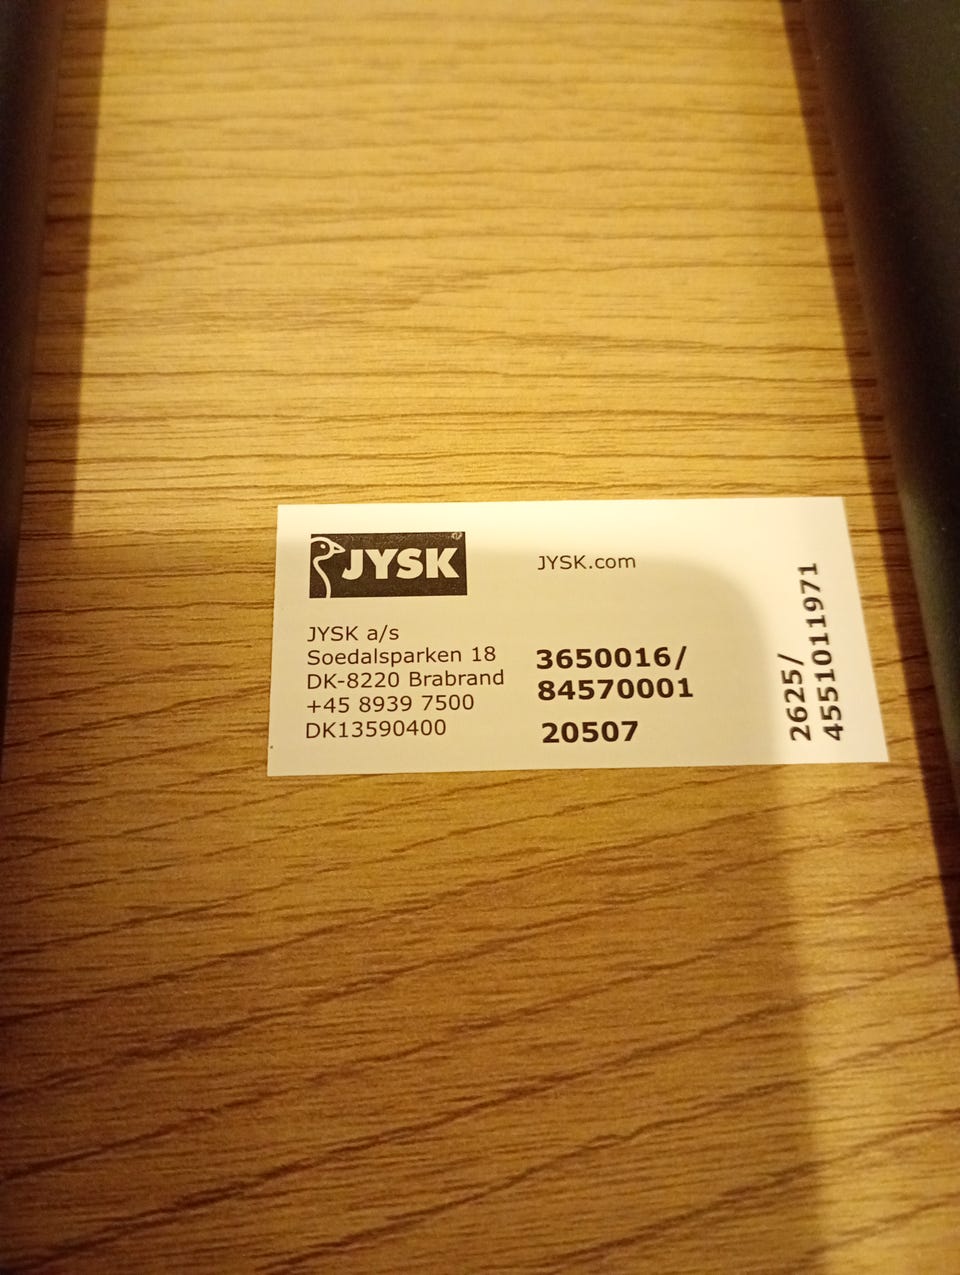 JYSK
JYSK.com
JYSK a/s
Soedalsparken 18
DK-8220 Brabrand
+45 8939 7500
DK13590400
3650016/
84570001
20507
2625/
4551011971